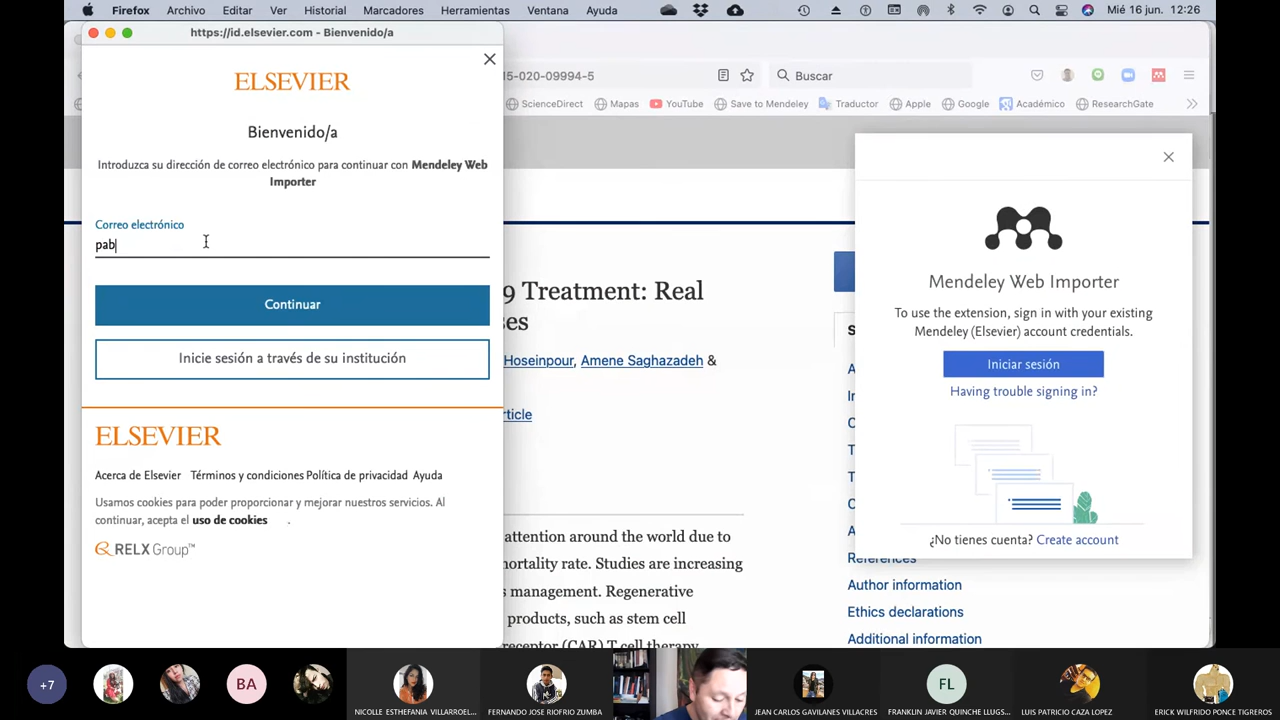 Firefox Archivo Editar Ver Historial Marcadores Herramientas Ventana Ayuda Mié 16 jun. 12:26
https://id.elsevier.com - Bienvenido/a
ELSEVIER
Bienvenido/a
Introduzca su dirección de correo electrónico para continuar con Mendeley Web
Importer
Correo electrónico
pab
Continuar
Inicie sesión a través de su institución
ELSEVIER
Acerca de Elsevier Términos y condiciones Política de privacidad Ayuda
Usamos cookies para poder proporcionar y mejorar nuestros servicios. Al
continuar, acepta el uso de cookies .
RELX Group™
15-020-09994-5
Buscar
ScienceDirect Mapas YouTube Save to Mendeley Traductor Apple Google Académico ResearchGate
9 Treatment: Real
es
Hoseinpour, Amene Saghazadeh &
rticle
attention around the world due to
mortality rate. Studies are increasing
s management. Regenerative
products, such as stem cell
receptor (CAR) T cell therapy
S
A
In
C
T
T
C
A
References
Author information
Ethics declarations
Additional information
Mendeley Web Importer
To use the extension, sign in with your existing
Mendeley (Elsevier) account credentials.
Iniciar sesión
Having trouble signing in?
¿No tienes cuenta? Create account
+7
BA
NICOLLE ESTHEFANIA VILLARROEL...
FERNANDO JOSE RIOFRIO ZUMBA
JEAN CARLOS GAVILANES VILLACRES
FL
FRANKLIN JAVIER QUINCHE LLUGS...
LUIS PATRICIO CAZA LOPEZ
ERICK WILFRIDO PONCE TIGREROS